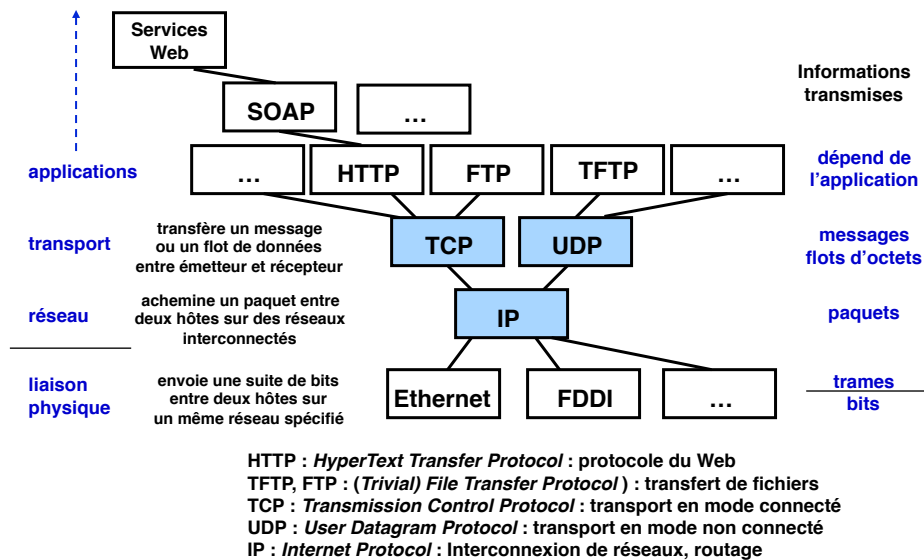 Services
Web
Informations
transmises
SOAP
...
applications
...
HTTP
FTP
TFTP
...
dépend de
l'application
transport
transfère un message
ou un flot de données
entre émetteur et récepteur
TCP
UDP
messages
flots d'octets
réseau
achemine un paquet entre
deux hôtes sur des réseaux
interconnectés
IP
paquets
liaison
physique
envoie une suite de bits
entre deux hôtes sur
un même réseau spécifié
Ethernet
FDDI
...
trames
bits
HTTP : HyperText Transfer Protocol : protocole du Web
TFTP, FTP : (Trivial) File Transfer Protocol ) : transfert de fichiers
TCP : Transmission Control Protocol : transport en mode connecté
UDP : User Datagram Protocol : transport en mode non connecté
IP : Internet Protocol : Interconnexion de réseaux, routage